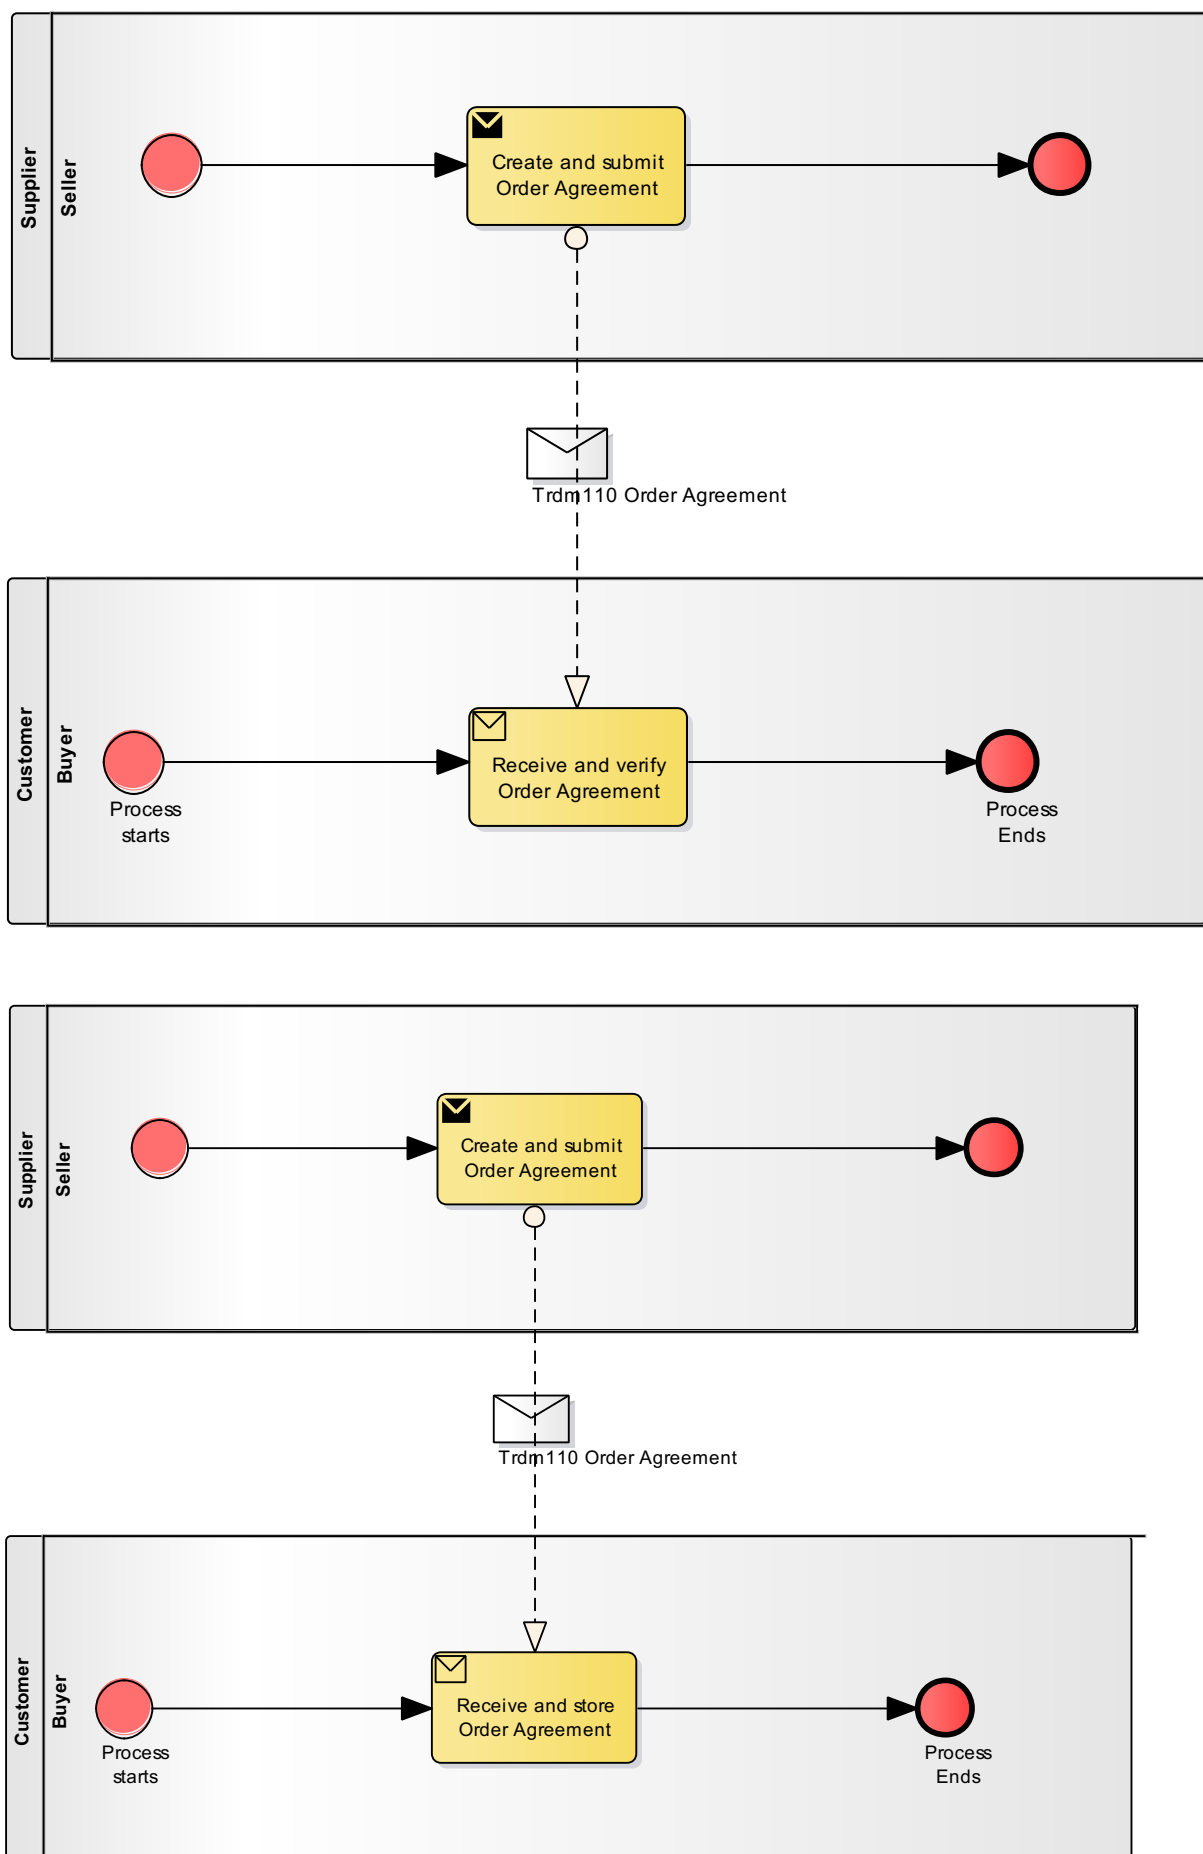 Supplier
Seller
Create and submit
Order Agreement
Trdm110 Order Agreement
Customer
Buyer
Process
starts
Receive and verify
Order Agreement
Process
Ends
Supplier
Seller
Create and submit
Order Agreement
Trdm110 Order Agreement
Customer
Buyer
Process
starts
Receive and store
Order Agreement
Process
Ends